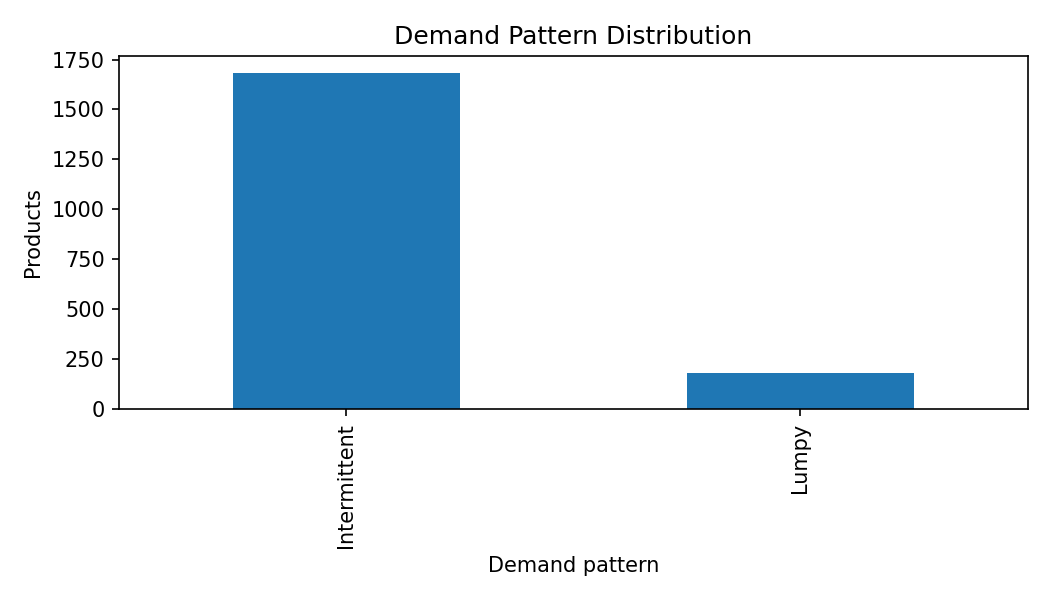 Demand Pattern Distribution
1750
1500
1250
1000
750
500
250
0
Products
Intermittent
Lumpy
Demand pattern